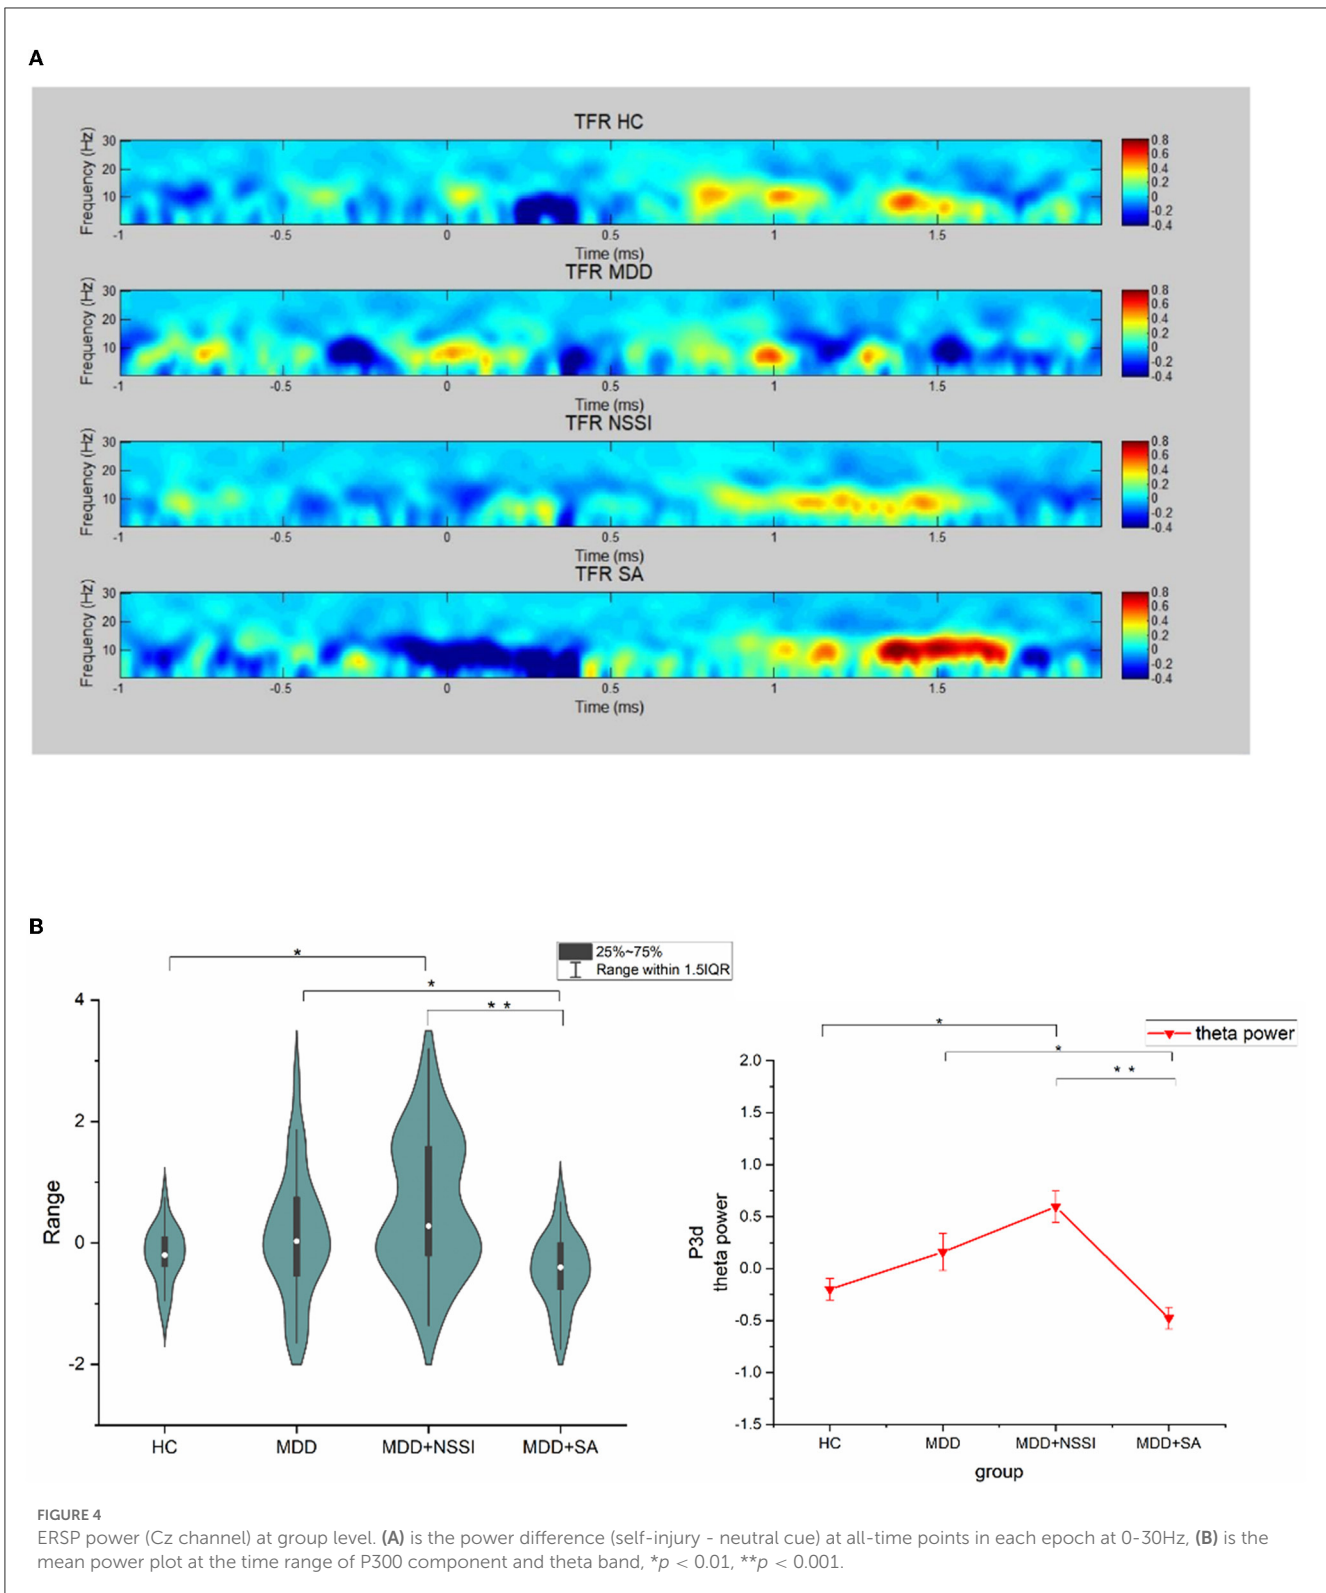 A
TFR HC
Frequency (Hz)
30
20
10
-1
-0.5
0
0.5
1
1.5
Time (ms)
0.8
0.6
0.4
0.2
0
-0.2
-0.4
TFR MDD
Frequency (Hz)
30
20
10
-1
-0.5
0
0.5
1
1.5
Time (ms)
0.8
0.6
0.4
0.2
0
-0.2
-0.4
TFR NSSI
Frequency (Hz)
30
20
10
-1
-0.5
0
0.5
1
1.5
Time (ms)
0.8
0.6
0.4
0.2
0
-0.2
-0.4
TFR SA
Frequency (Hz)
30
20
10
-1
-0.5
0
0.5
1
1.5
Time (ms)
0.8
0.6
0.4
0.2
0
-0.2
-0.4
B
25%~75%
Range within 1.5IQR
*
*
* *
Range
4
2
0
-2
HC
MDD
MDD+NSSI
MDD+SA
theta power
*
*
* *
P3d
theta power
2.0
1.5
1.0
0.5
0.0
-0.5
-1.0
-1.5
HC
MDD
MDD+NSSI
MDD+SA
group
FIGURE 4
ERSP power (Cz channel) at group level. (A) is the power difference (self-injury - neutral cue) at all-time points in each epoch at 0-30Hz, (B) is the
mean power plot at the time range of P300 component and theta band, *p < 0.01, **p < 0.001.